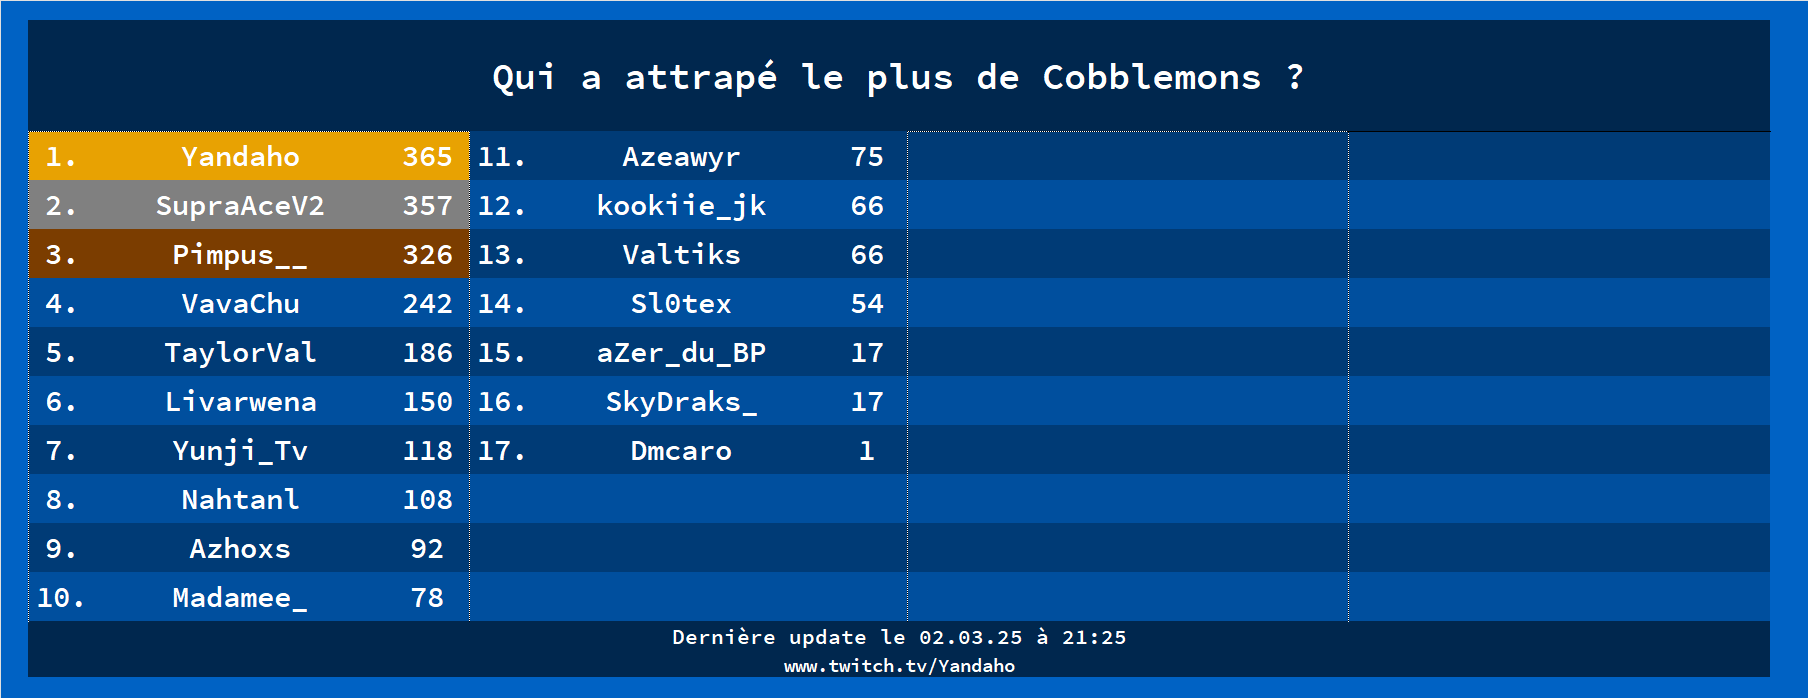 Qui a attrapé le plus de Cobblemons ?
1. Yandaho 365
2. SupraAceV2 357
3. Pimpus__ 326
4. VavaChu 242
5. TaylorVal 186
6. Livarwena 150
7. Yunji_Tv 118
8. Nahtanl 108
9. Azhoxs 92
10. Madamee_ 78
11. Azeawyr 75
12. kookiie_jk 66
13. Valtiks 66
14. Sl0tex 54
15. aZer_du_BP 17
16. SkyDraks_ 17
17. Dmcaro 1
Dernière update le 02.03.25 à 21:25
www.twitch.tv/Yandaho